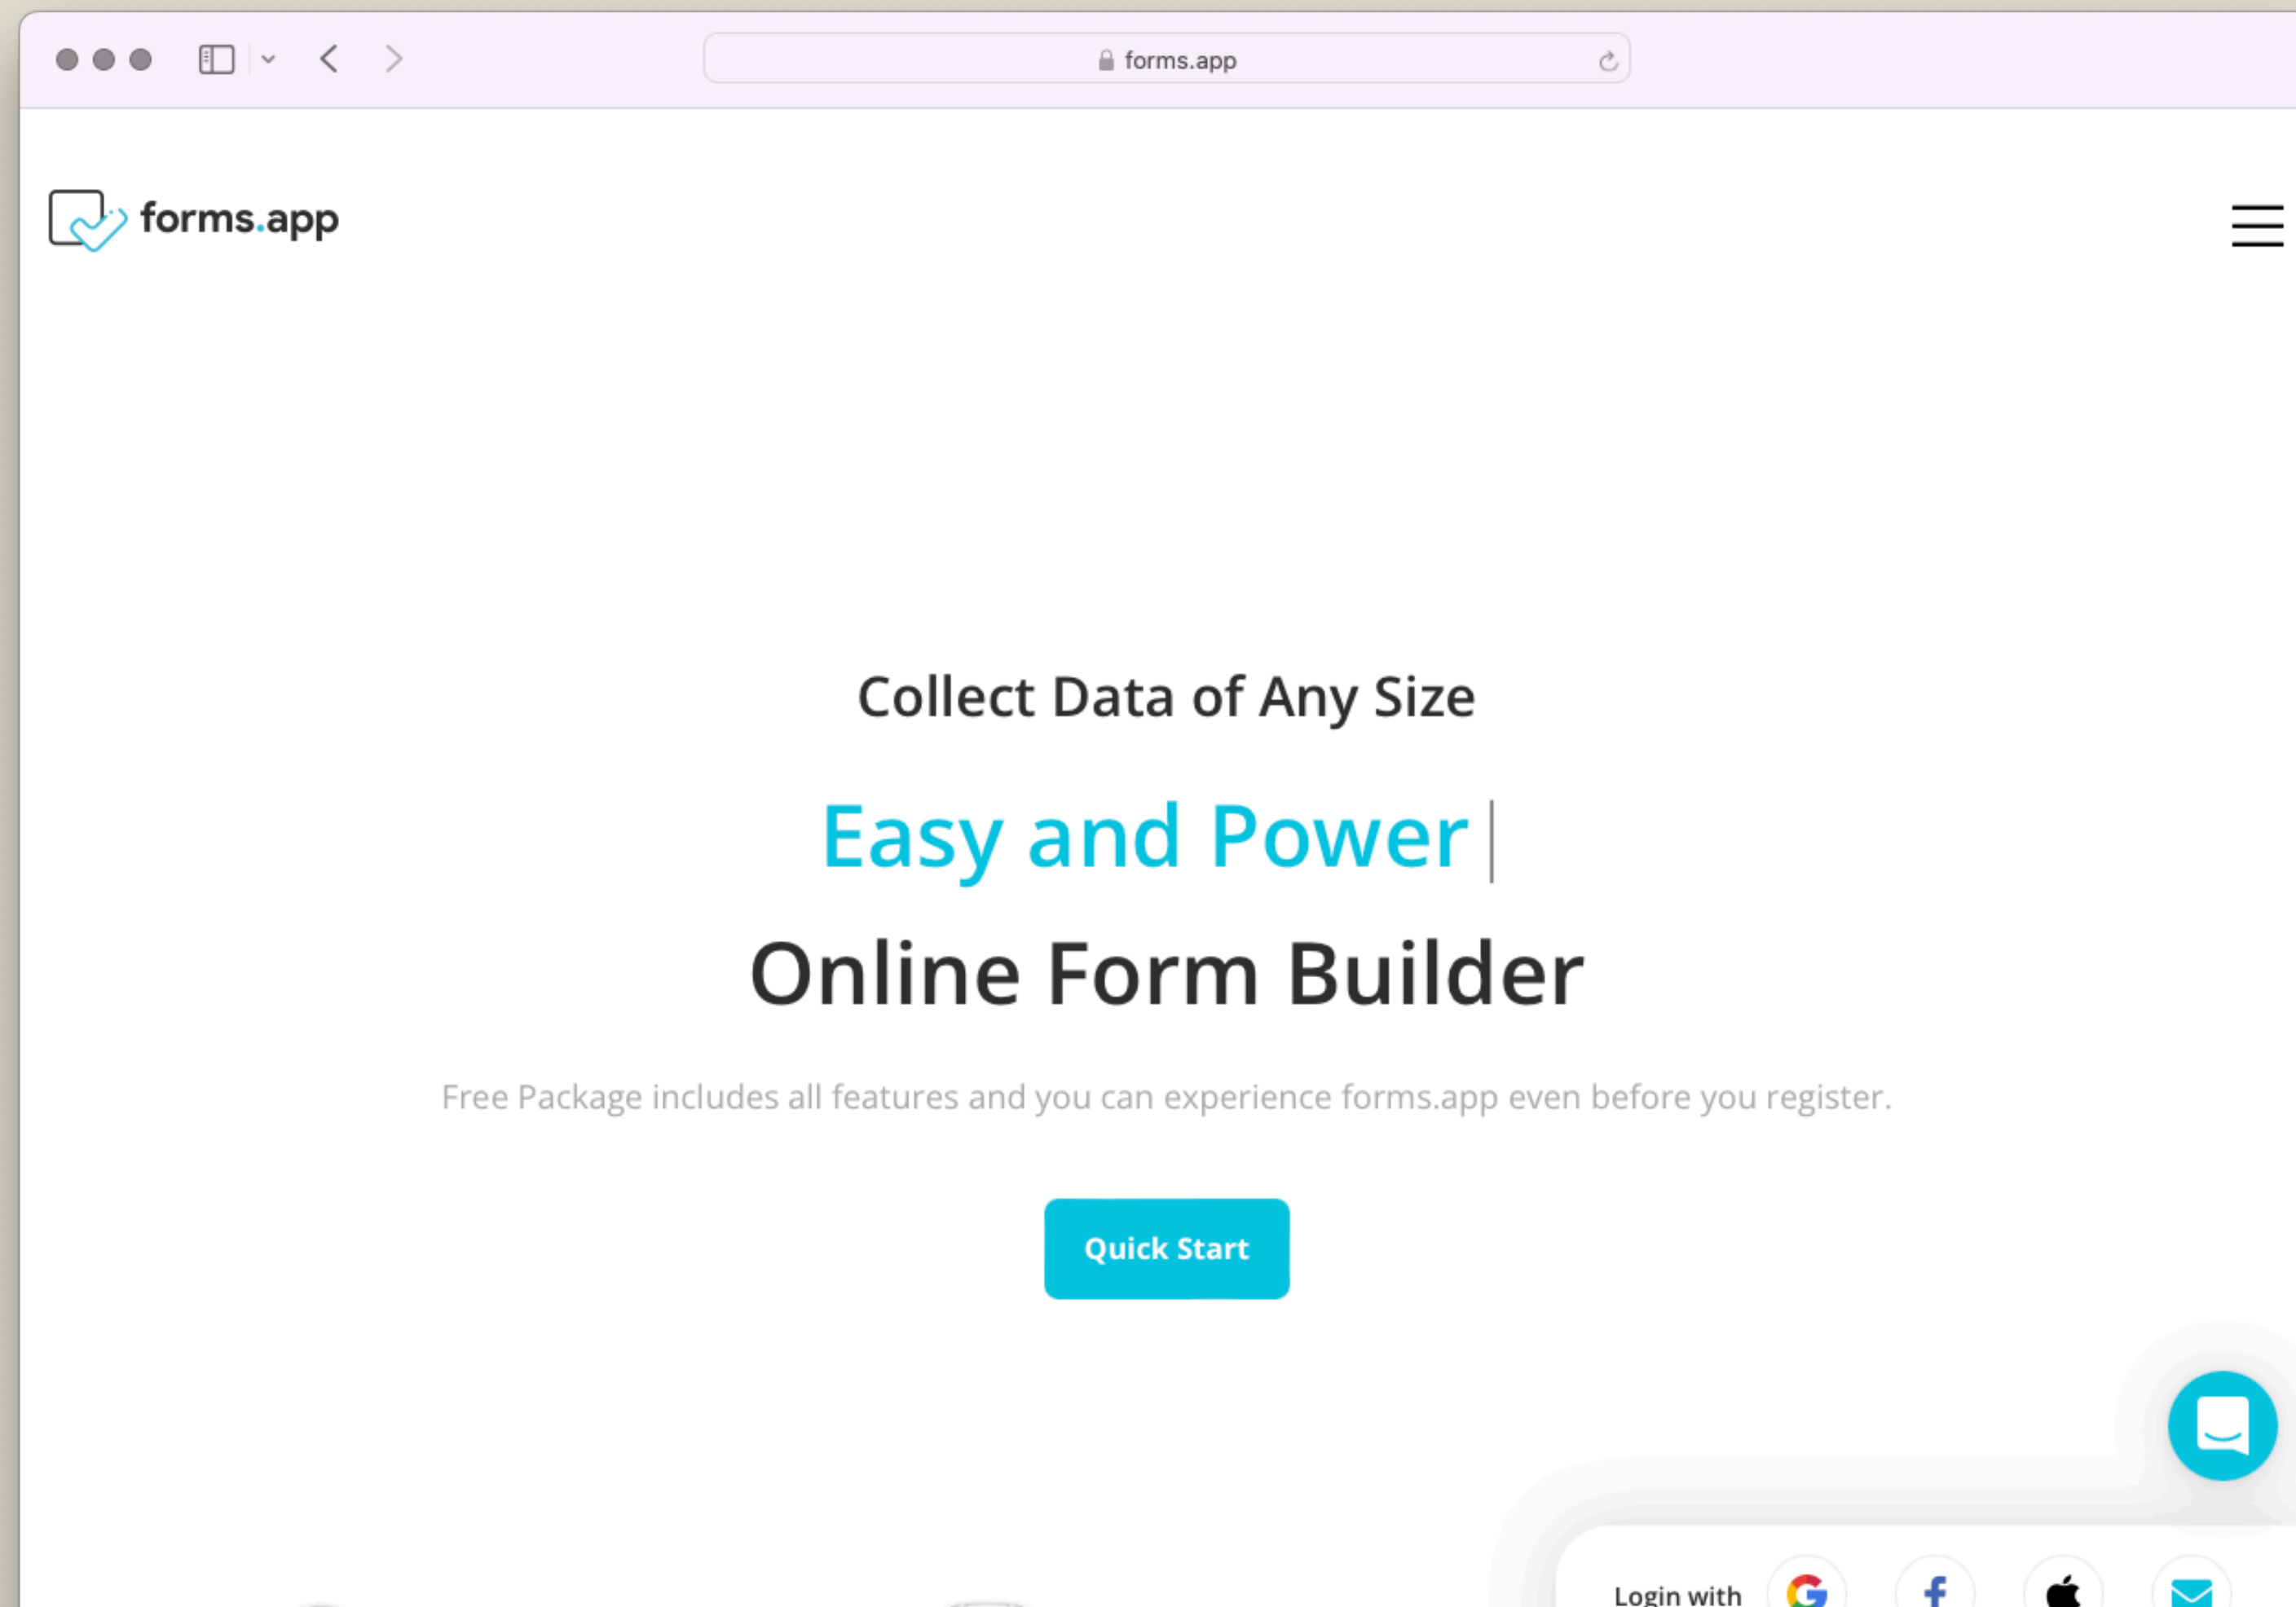 forms.app
forms.app
Collect Data of Any Size
Easy and Power
Online Form Builder
Free Package includes all features and you can experience forms.app even before you register.
Quick Start
Login with